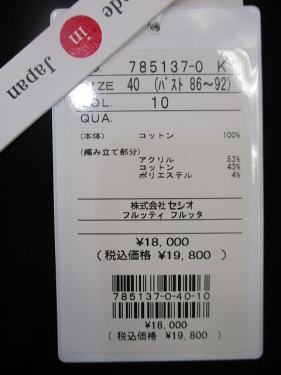 made
in
Japan
785137-0 K
SIZE 40 (バスト 86～92)
COL. 10
QUA.
(本体) コットン 100%
(編み立て部分)
アクリル 53%
コットン 43%
ポリエステル 4%
株式会社セシオ
フルッティ フルッタ
¥18,000
(税込価格 ¥19,800)
785137-0-40-10
¥18,000
(税込価格 ¥19,800)